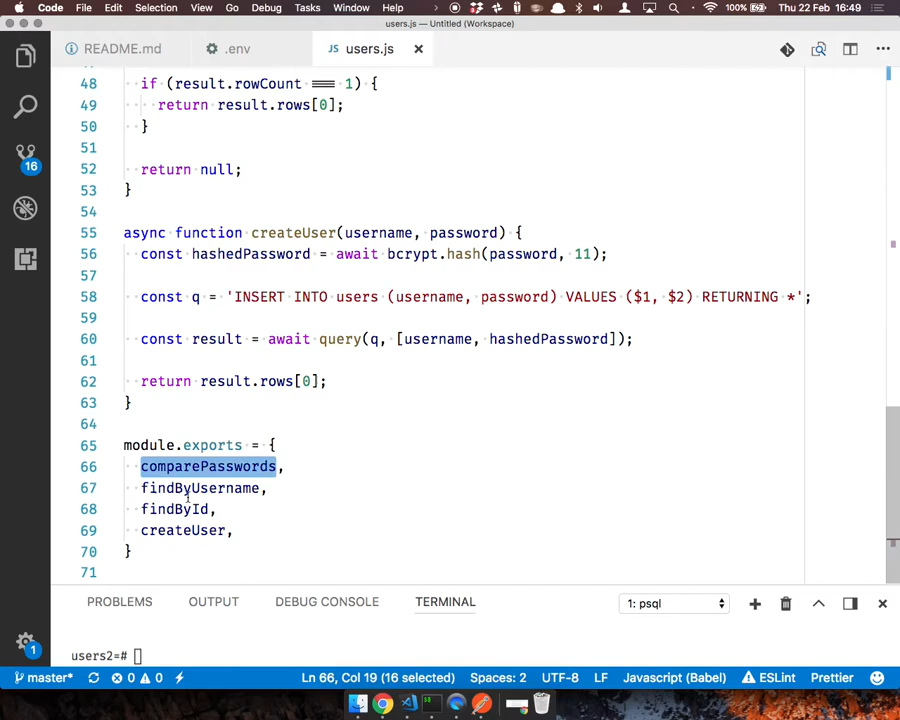 Code File Edit Selection View Go Debug Tasks Window Help 100% Thu 22 Feb 16:49
users.js — Untitled (Workspace)
README.md .env JS users.js
48 if (result.rowCount === 1) {
49 return result.rows[0];
50 }
51
52 return null;
53 }
54
55 async function createUser(username, password) {
56 const hashedPassword = await bcrypt.hash(password, 11);
57
58 const q = 'INSERT INTO users (username, password) VALUES ($1, $2) RETURNING *';
59
60 const result = await query(q, [username, hashedPassword]);
61
62 return result.rows[0];
63 }
64
65 module.exports = {
66 comparePasswords,
67 findByUsername,
68 findById,
69 createUser,
70 }
71
16
PROBLEMS OUTPUT DEBUG CONSOLE TERMINAL 1: psql
users2=#
1
master* 0 0 Ln 66, Col 19 (16 selected) Spaces: 2 UTF-8 LF Javascript (Babel) ESLint Prettier